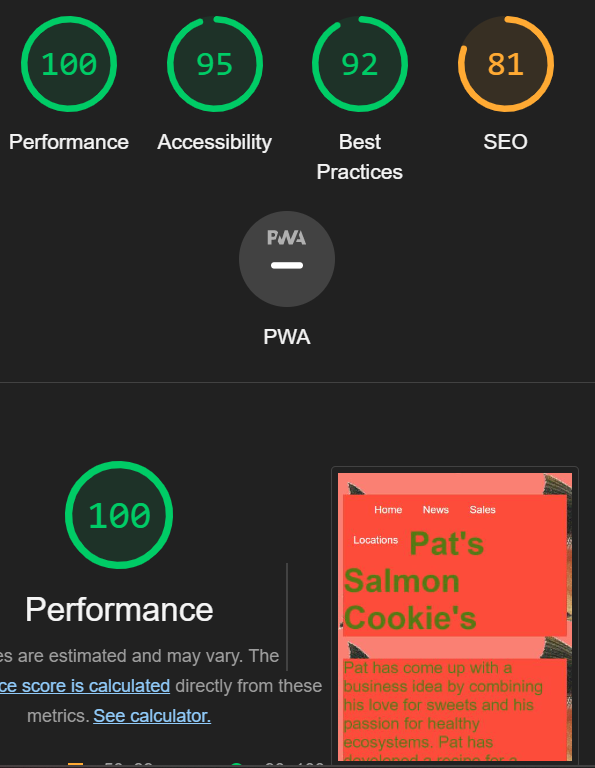 100
95
92
81
Performance
Accessibility
Best
Practices
SEO
PWA
PWA
100
Performance
es are estimated and may vary. The
ce score is calculated directly from these
metrics. See calculator.
Home News Sales
Locations Pat's
Salmon
Cookie's
Pat has come up with a
business idea by combining
his love for sweets and his
passion for healthy
ecosystems. Pat has
developed a recipe for a